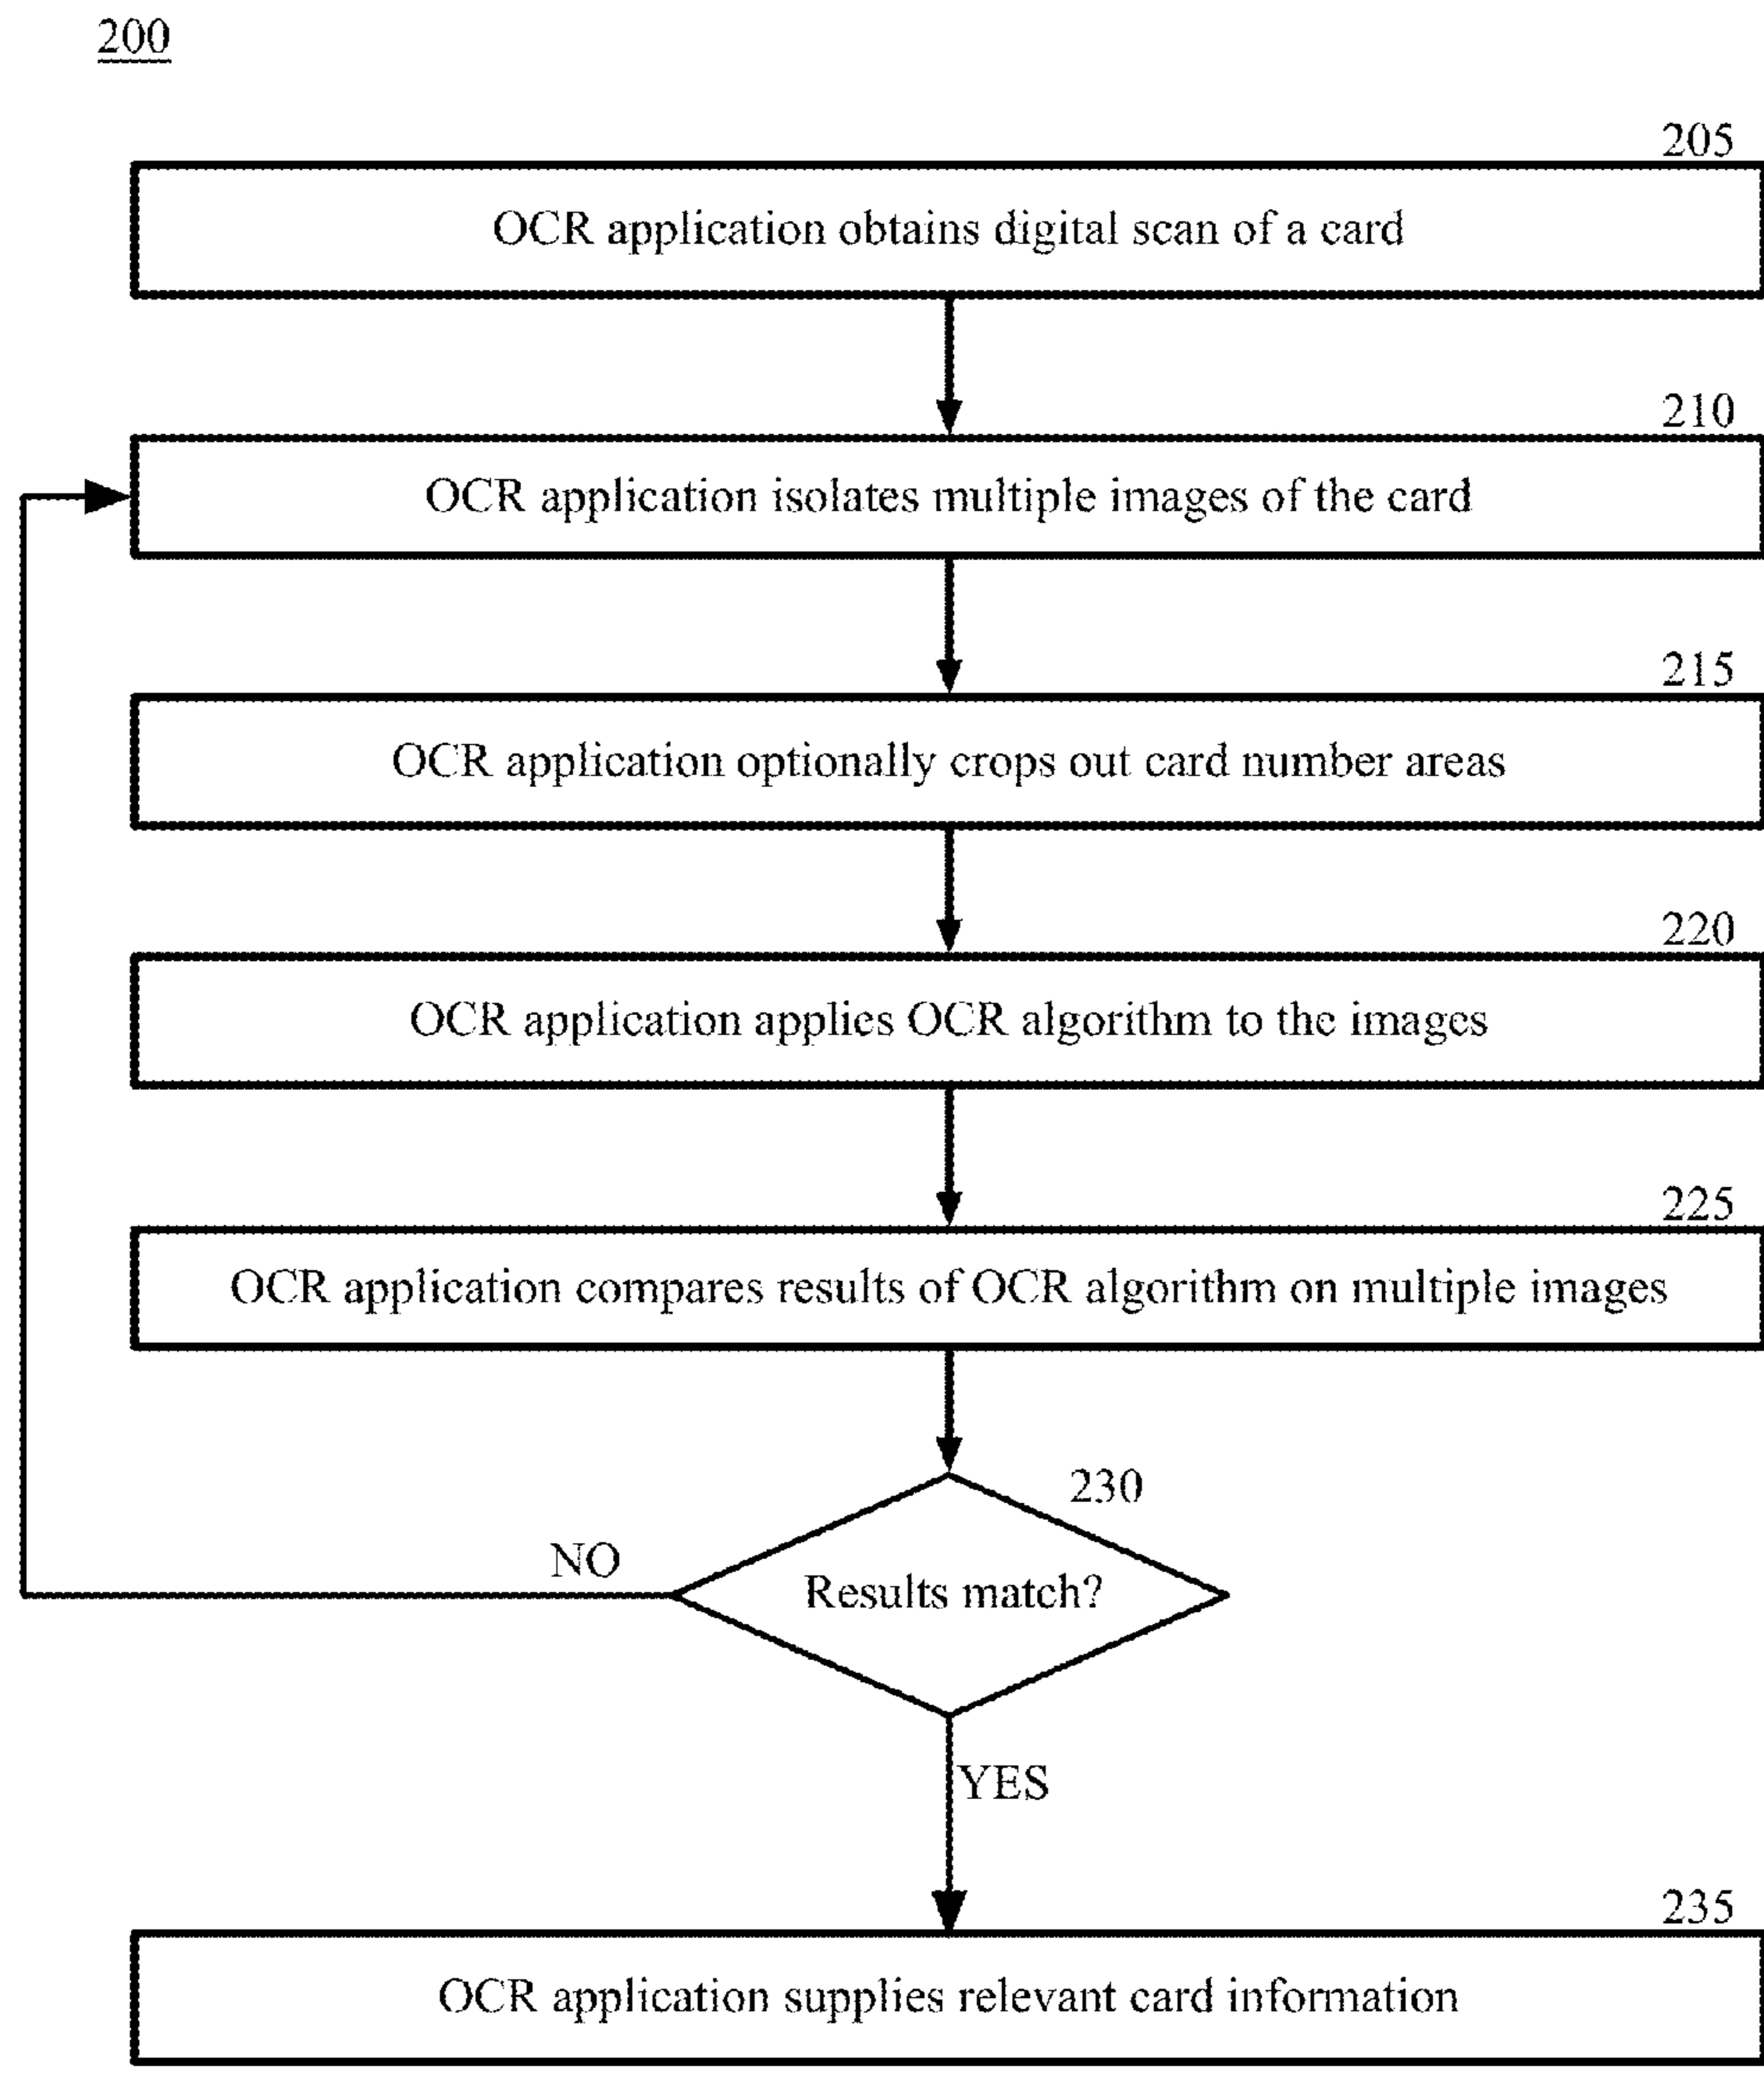 200
205
OCR application obtains digital scan of a card
210
OCR application isolates multiple images of the card
215
OCR application optionally crops out card number areas
220
OCR application applies OCR algorithm to the images
225
OCR application compares results of OCR algorithm on multiple images
230
NO
Results match?
YES
235
OCR application supplies relevant card information